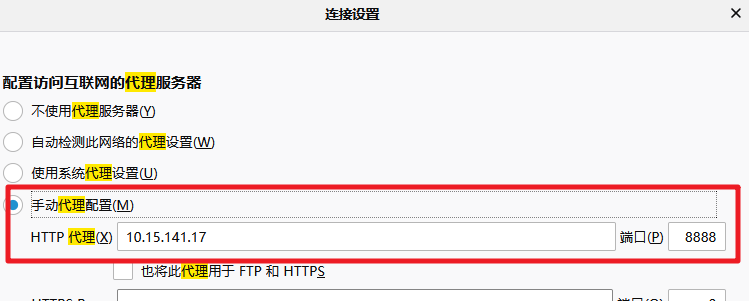 连接设置
配置访问互联网的代理服务器
不使用代理服务器(Y)
自动检测此网络的代理设置(W)
使用系统代理设置(U)
手动代理配置(M)
HTTP 代理(X) 10.15.141.17 端口(P) 8888
也将此代理用于 FTP 和 HTTPS